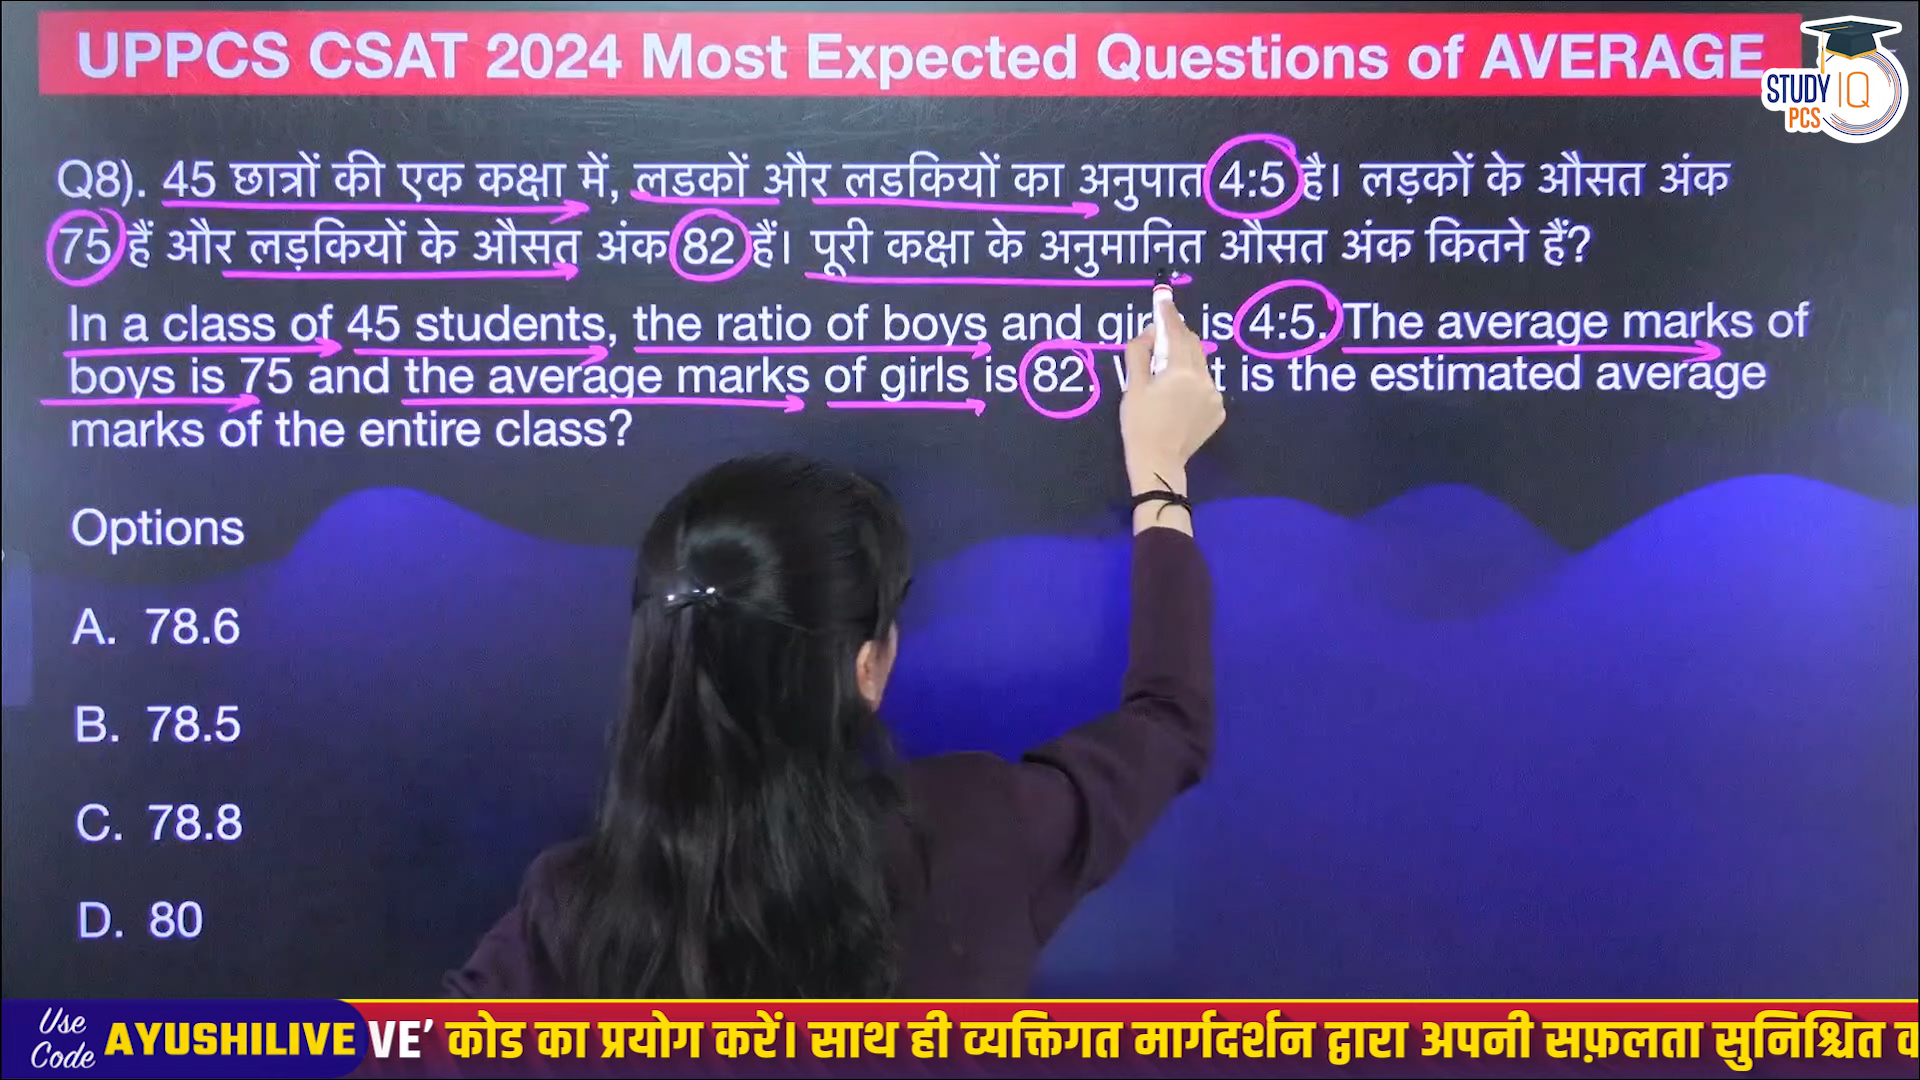 UPPCS CSAT 2024 Most Expected Questions of AVERAGE
STUDY IQ
PCS
Q8). 45 छात्रों की एक कक्षा में, लडकों और लडकियों का अनुपात 4:5 है। लड़कों के औसत अंक
75 हैं और लड़कियों के औसत अंक 82 हैं। पूरी कक्षा के अनुमानित औसत अंक कितने हैं?
In a class of 45 students, the ratio of boys and is 4:5. The average marks of
boys is 75 and the average marks of girls is 82. is the estimated average
marks of the entire class?
Options
A. 78.6
B. 78.5
C. 78.8
D. 80
Use
Code
AYUSHILIVE
VE’ कोड का प्रयोग करें। साथ ही व्यक्तिगत मार्गदर्शन द्वारा अपनी सफ़लता सुनिश्चित